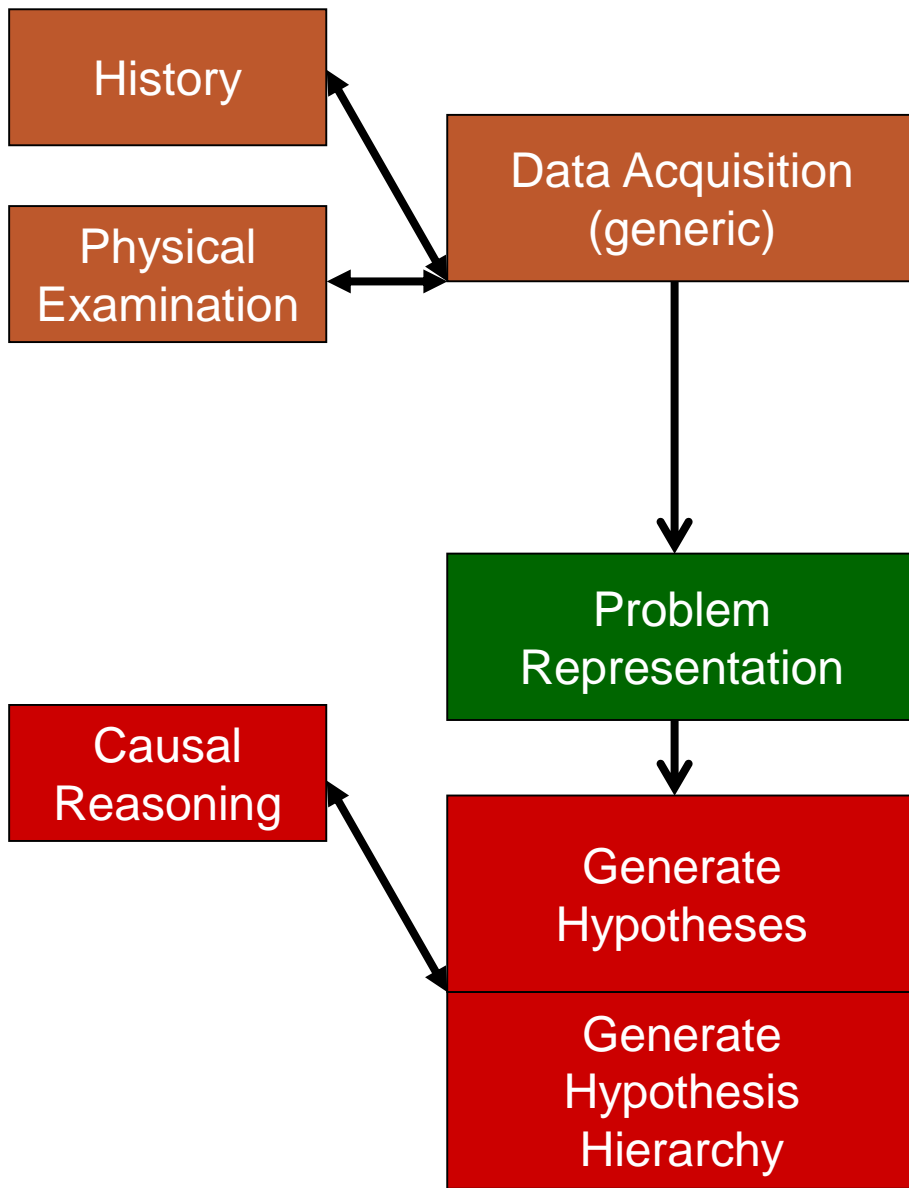 History
Data Acquisition
(generic)
Physical
Examination
Problem
Representation
Causal
Reasoning
Generate
Hypotheses
Generate
Hypothesis
Hierarchy